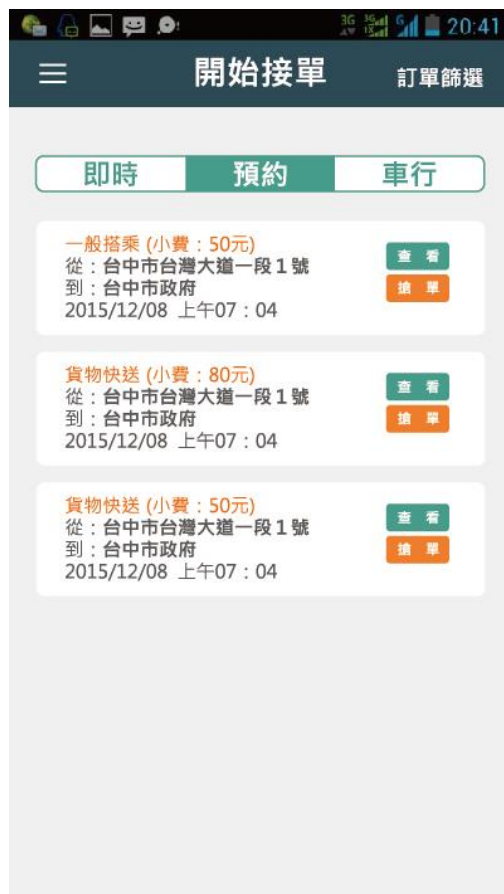 3G 3G 1X G 20:41
開始接單 訂單篩選
即時 預約 車行
一般搭乘 (小費：50元)
從：台中市台灣大道一段１號
到：台中市政府
2015/12/08 上午07：04
查 看
搶 單
貨物快送 (小費：80元)
從：台中市台灣大道一段１號
到：台中市政府
2015/12/08 上午07：04
查 看
搶 單
貨物快送 (小費：50元)
從：台中市台灣大道一段１號
到：台中市政府
2015/12/08 上午07：04
查 看
搶 單